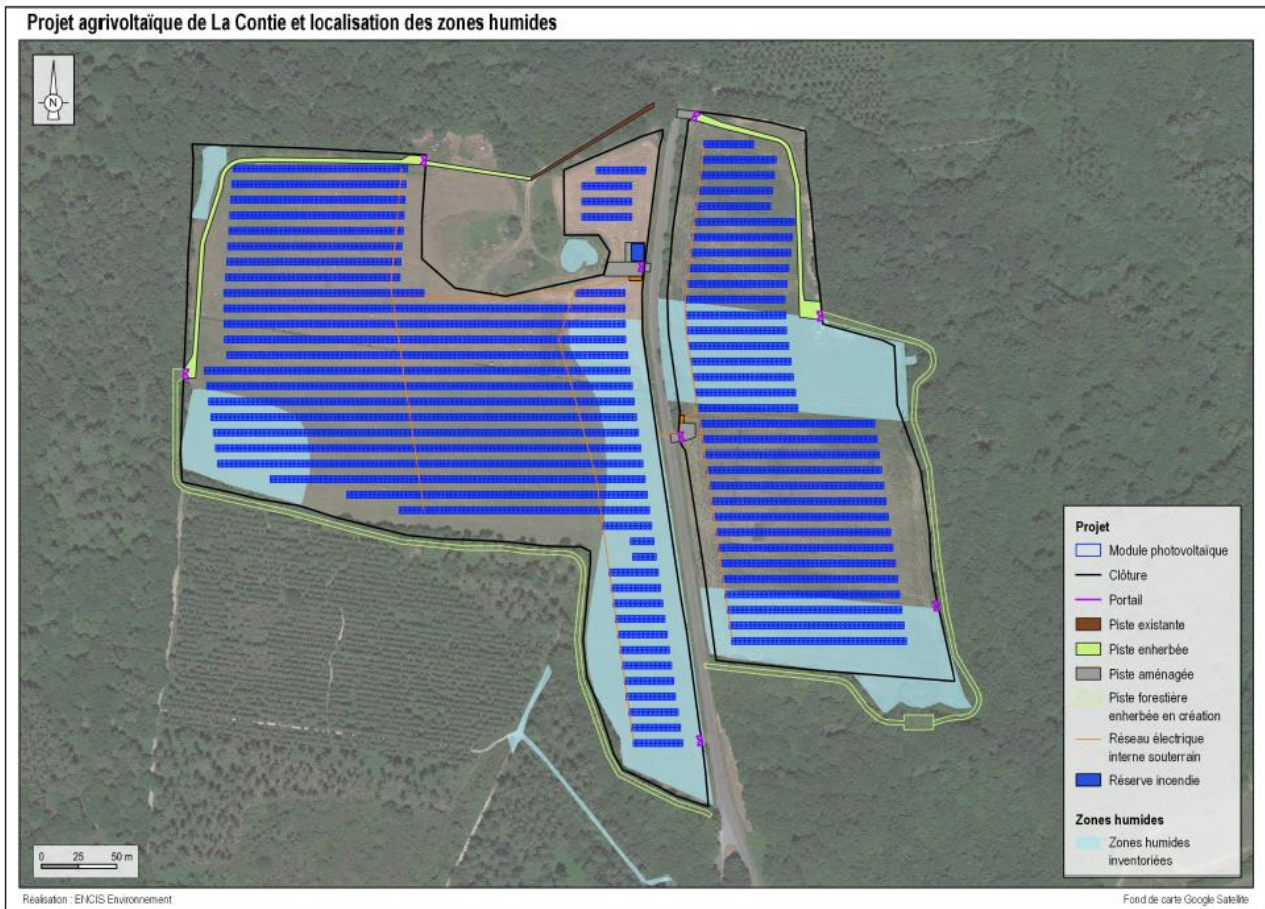 Projet agrivoltaïque de La Contie et localisation des zones humides
N
Projet
Module photovoltaïque
Clôture
Portail
Piste existante
Piste enherbée
Piste aménagée
Piste forestière
enherbée en création
Réseau électrique
interne souterrain
Réserve incendie
Zones humides
Zones humides
inventoriées
0 25 50 m
Réalisation : ENCIS Environnement
Fond de carte Google Satellite